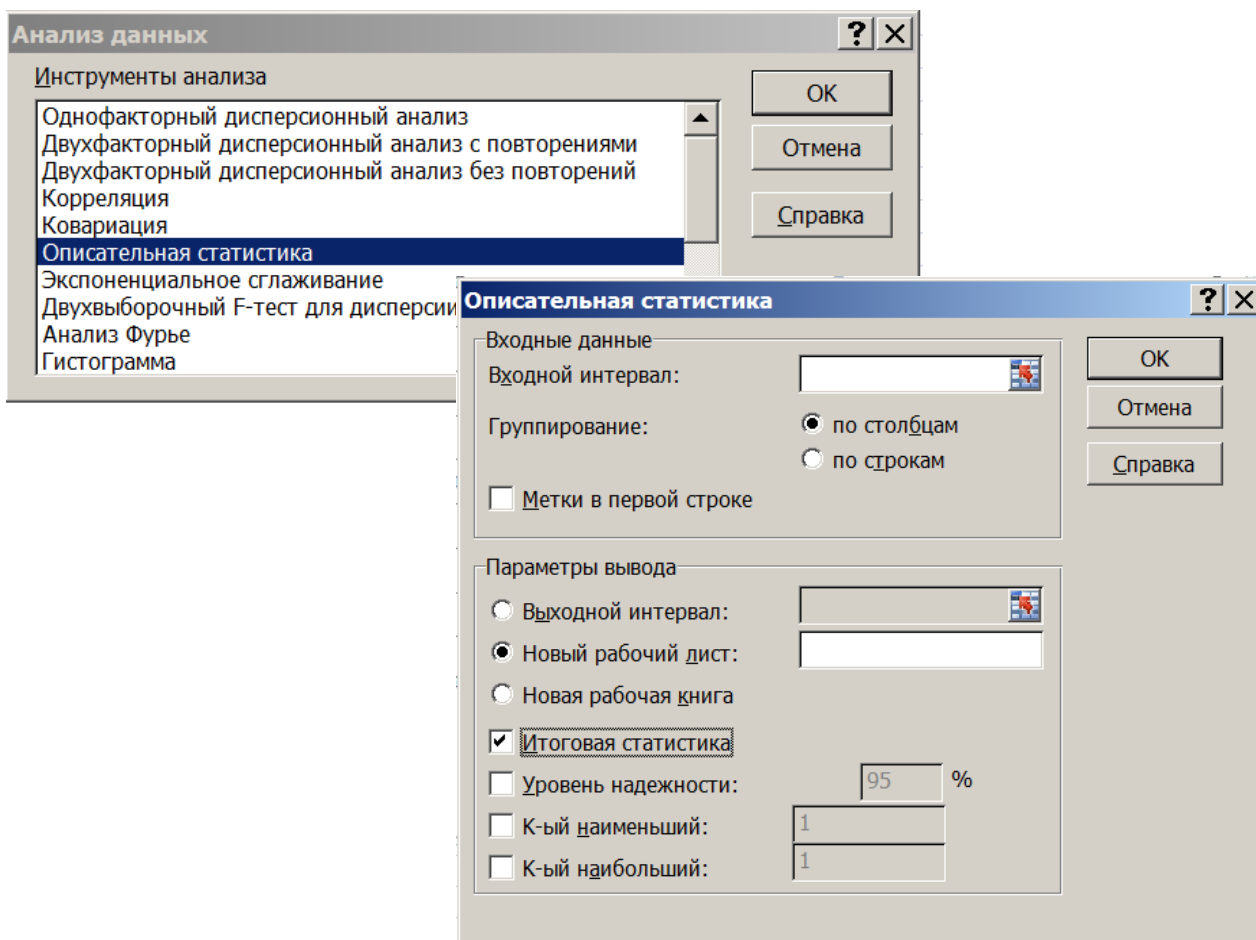 Анализ данных
Инструменты анализа
Однофакторный дисперсионный анализ
Двухфакторный дисперсионный анализ с повторениями
Двухфакторный дисперсионный анализ без повторений
Корреляция
Ковариация
Описательная статистика
Экспоненциальное сглаживание
Двухвыборочный F-тест для дисперсии
Анализ Фурье
Гистограмма
OK
Отмена
Справка
Описательная статистика
Входные данные
Входной интервал:
Группирование:
по столбцам
по строкам
Метки в первой строке
OK
Отмена
Справка
Параметры вывода
Выходной интервал:
Новый рабочий лист:
Новая рабочая книга
Итоговая статистика
Уровень надежности: 95 %
К-ый наименьший: 1
К-ый наибольший: 1